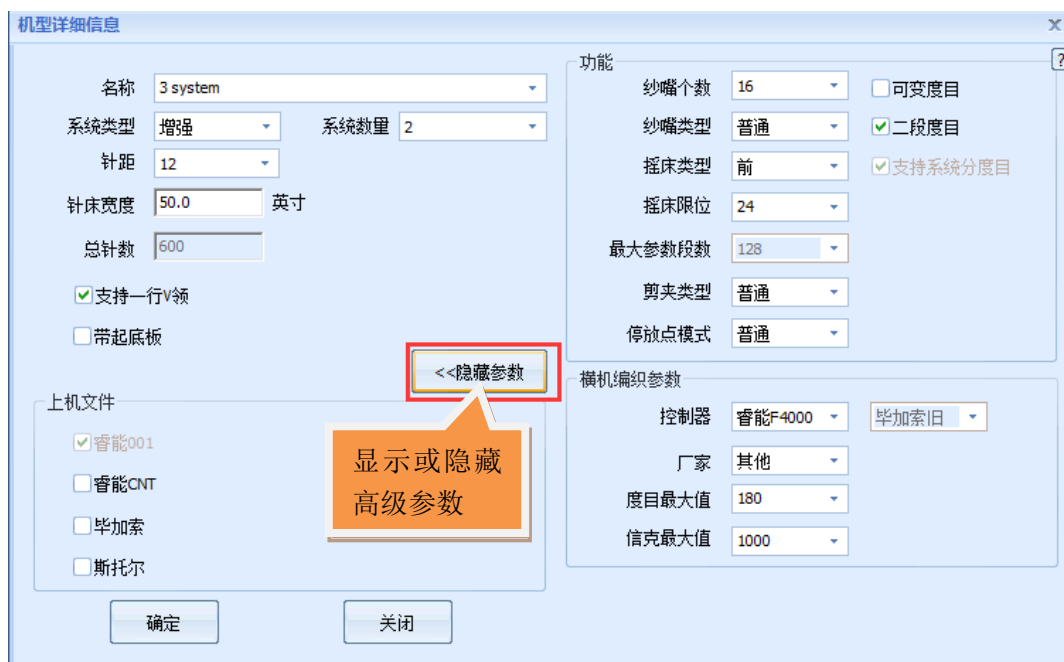 机型详细信息
x
名称 3 system
系统类型 增强 系统数量 2
针距 12
针床宽度 50.0 英寸
总针数 600
支持一行V领
带起底板
<<隐藏参数
显示或隐藏
高级参数
上机文件
睿能001
睿能CNT
毕加索
斯托尔
确定 关闭
?
功能
纱嘴个数 16 可变度目
纱嘴类型 普通 二段度目
摇床类型 前 支持系统分度目
摇床限位 24
最大参数段数 128
剪夹类型 普通
停放点模式 普通
横机编织参数
控制器 睿能F4000 毕加索旧
厂家 其他
度目最大值 180
信克最大值 1000